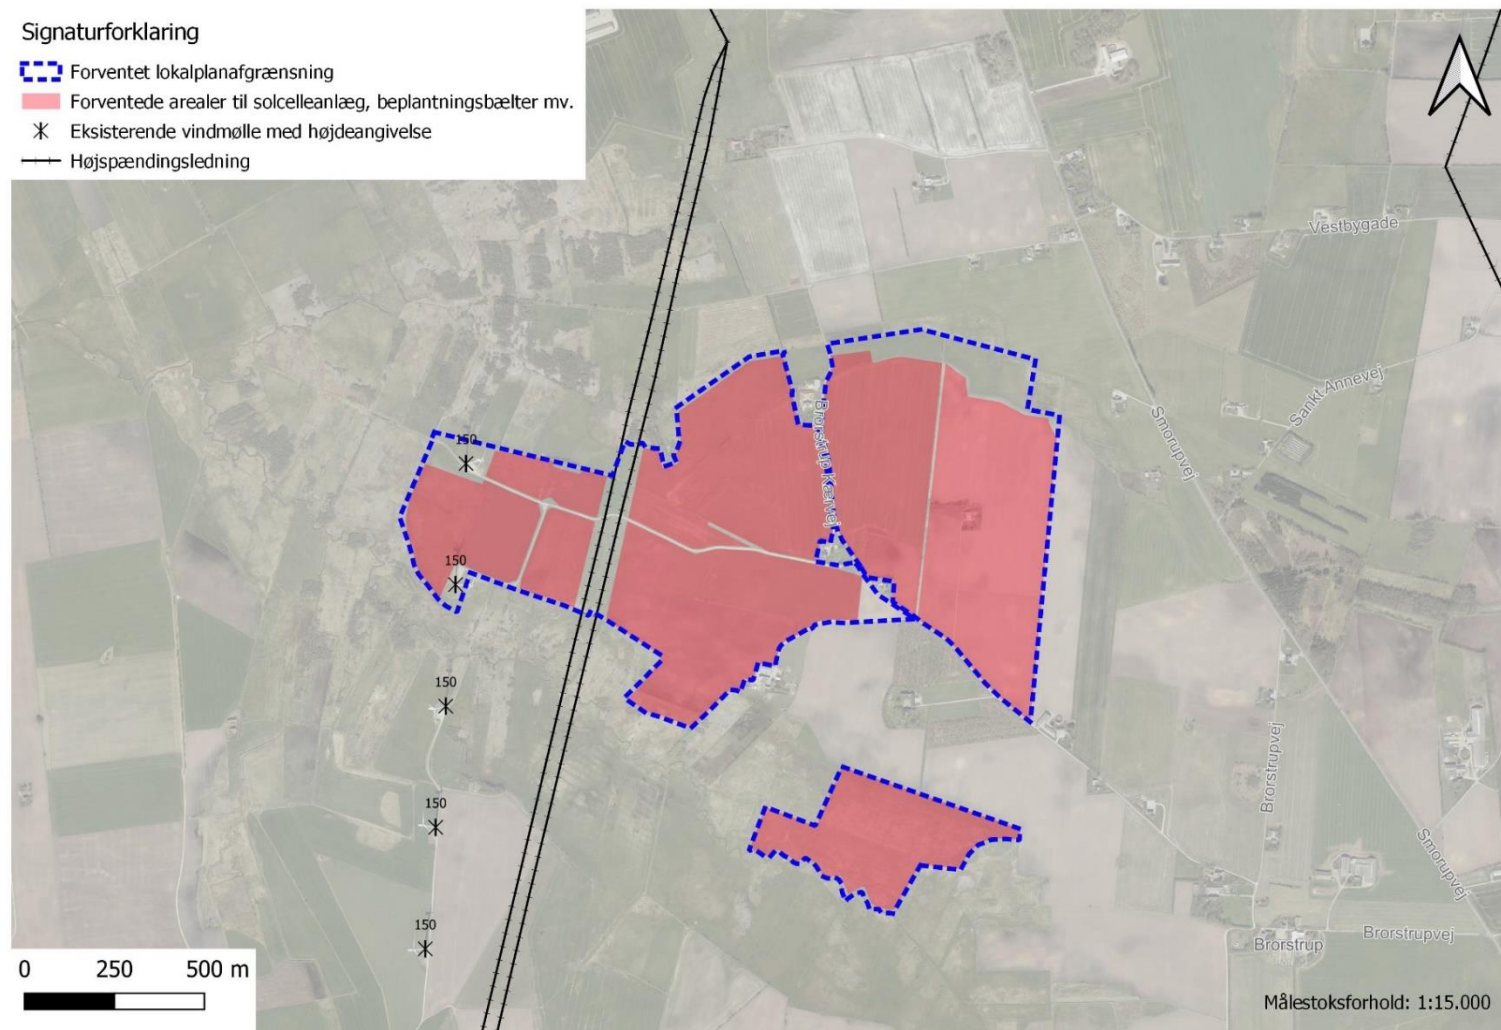 Signaturforklaring
Forventet lokalplanafgrænsning
Forventede arealer til solcelleanlæg, beplantningsbælter mv.
Eksisterende vindmølle med højdeangivelse
Højspændingsledning
Vestbygade
Sankt Annevej
Smorupvej
Brorstrup Kærvej
150
150
150
150
150
Brorstrupvej
Smorupvej
Brorstrup
Brorstrupvej
0 250 500 m
Målestoksforhold: 1:15.000